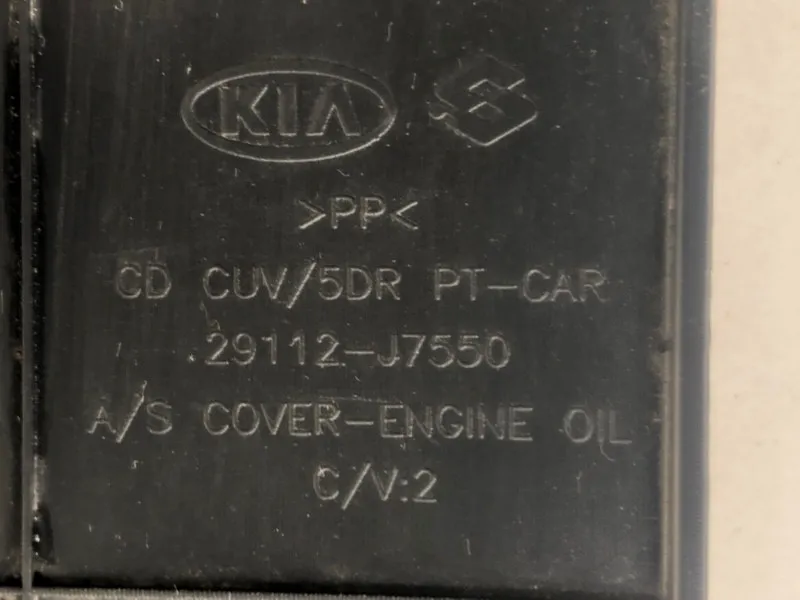 KIA
>PP<
CD CUV/5DR PT-CAR
29112-J7550
A/S COVER-ENGINE OIL
C/V:2